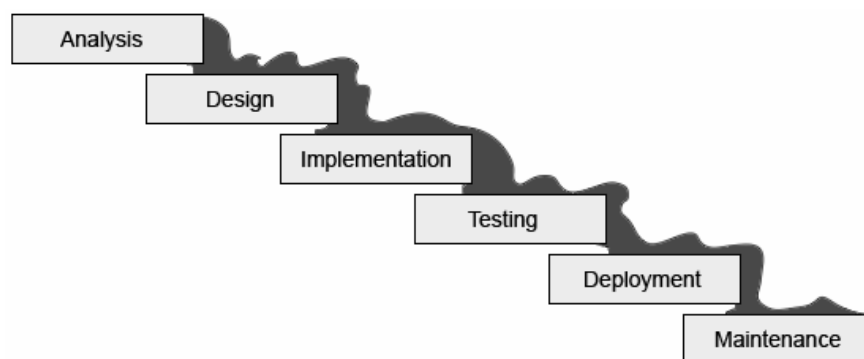 Analysis
Design
Implementation
Testing
Deployment
Maintenance